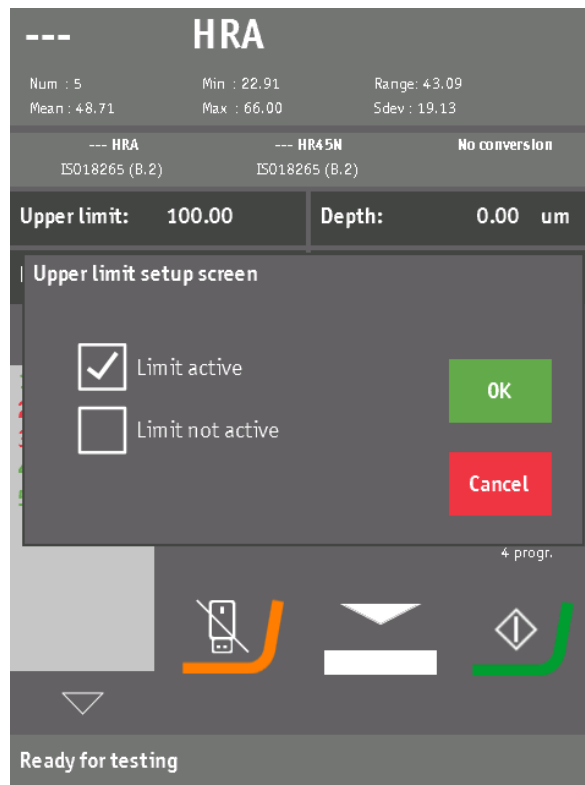 --- HRA
Num : 5 Min : 22.91 Range: 43.09
Mean : 48.71 Max : 66.00 Sdev : 19.13
--- HRA --- HR45N No conversion
ISO18265 (B.2) ISO18265 (B.2)
Upper limit: 100.00 Depth: 0.00 um
Upper limit setup screen
Limit active
OK
Limit not active
Cancel
4 progr.
Ready for testing